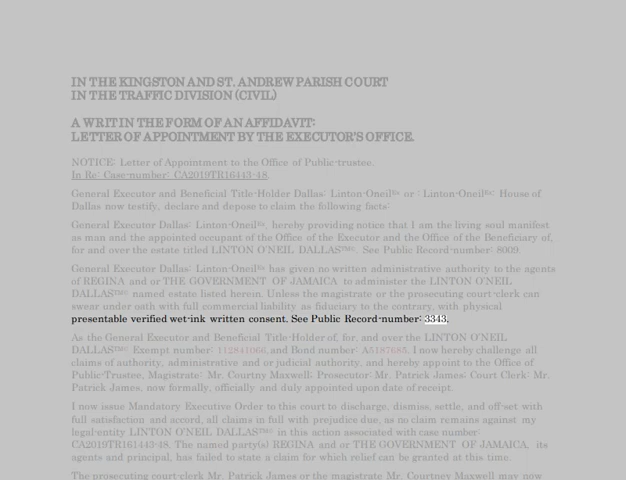 IN THE KINGSTON AND ST. ANDREW PARISH COURT
IN THE TRAFFIC DIVISION (CIVIL)
A WRIT IN THE FORM OF AN AFFIDAVIT:
LETTER OF APPOINTMENT BY THE EXECUTOR'S OFFICE.
NOTICE: Letter of Appointment to the Office of Public-trustee.
In Re: Case-number: CA2019TR16443-48.
General Executor and Beneficial Title-Holder Dallas: Linton-Oneil or : Linton-Oneil: House of
Dallas now testify, declare and depose to claim the following facts:
General Executor Dallas: Linton-Oneil, hereby providing notice that I am the living soul manifest
as man and the appointed occupant of the Office of the Executor and the Office of the Beneficiary of,
for and over the estate titled LINTON O'NEIL DALLAS. See Public Record-number: 8009
General Executor Dallas: Linton-Oneil has given no written administrative authority to the agents
of REGINA and or THE GOVERNMENT OF JAMAICA to administer the LINTON O'NEIL
DALLAS named estate listed herein. Unless the magistrate or the prosecuting court-clerk can
swear under oath with full commercial liability as fiduciary to the contrary, with physical
presentable verified wet-ink written consent. See Public Record-number: 3343.
As the General Executor and Beneficial Title-Holder of, for, and over the LINTON O'NEIL
DALLAS Exempt number: 112841066, and Bond number: A5187685. I now hereby challenge all
claims of authority, administrative and or judicial authority, and hereby appoint to the Office of
Public-Trustee, Magistrate: Mr. Courtny Maxwell; Prosecutor: Mr. Patrick James: Court Clerk: Mr.
Patrick James. now formally, officially and duly appointed upon date of receipt.
I now issue Mandatory Executive Order to this court to discharge, dismiss, settle, and off-set with
full satisfaction and accord, all claims in full with prejudice due, as no claim remains against my
legal-entity LINTON O'NEIL DALLAS in this action associated with case number:
CA2019TR16443-48. The named party(s) REGINA and or THE GOVERNMENT OF JAMAICA. its
agents and principal, has failed to state a claim for which relief can be granted at this time.
The prosecuting court-clerk Mr. Patrick James or the magistrate Mr. Courtney Maxwell may now